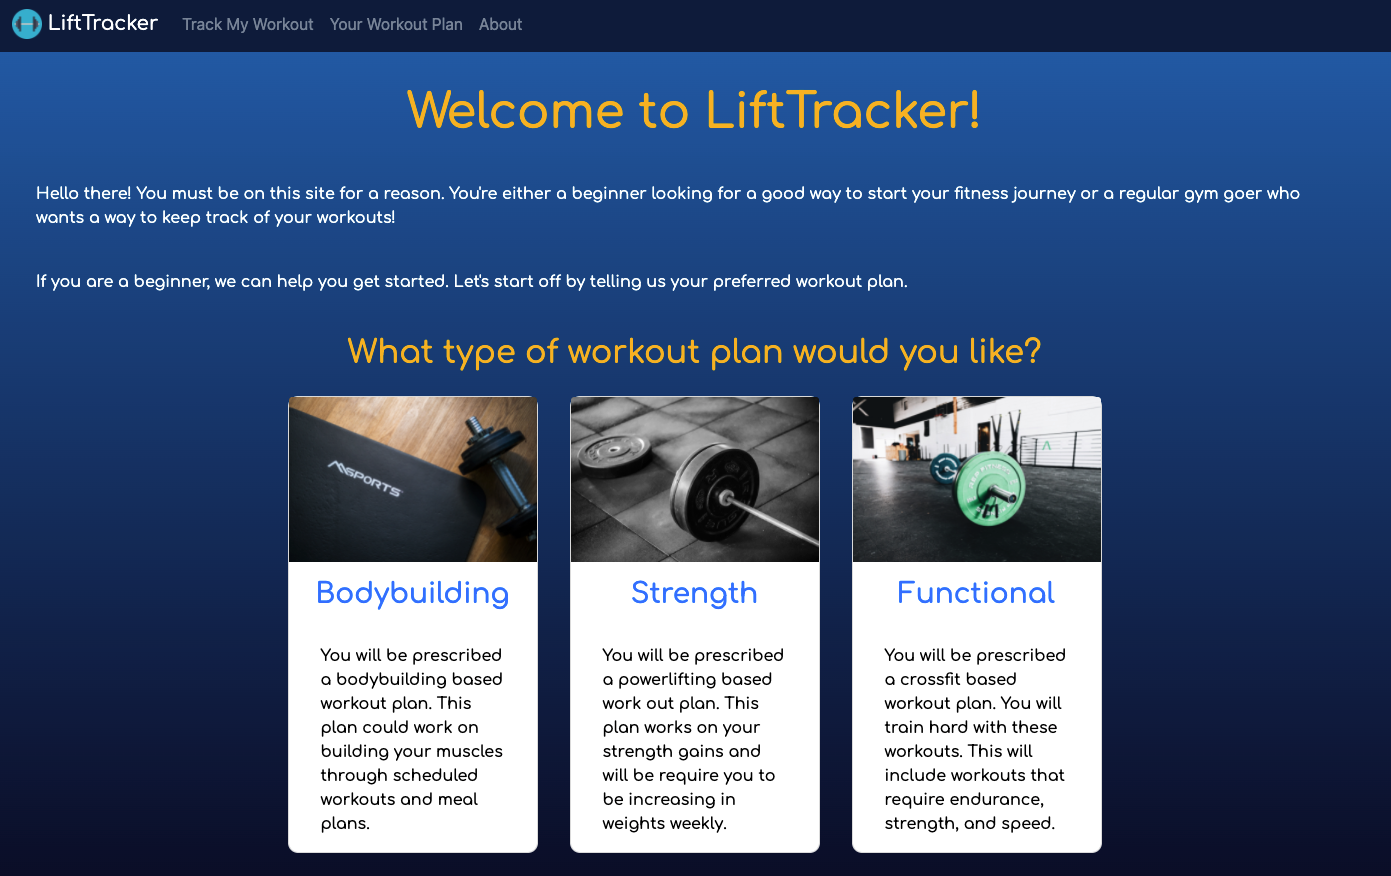 LiftTracker Track My Workout Your Workout Plan About
Welcome to LiftTracker!
Hello there! You must be on this site for a reason. You're either a beginner looking for a good way to start your fitness journey or a regular gym goer who
wants a way to keep track of your workouts!
If you are a beginner, we can help you get started. Let's start off by telling us your preferred workout plan.
What type of workout plan would you like?
MSPORTS
Bodybuilding
You will be prescribed
a bodybuilding based
workout plan. This
plan could work on
building your muscles
through scheduled
workouts and meal
plans.
Strength
You will be prescribed
a powerlifting based
work out plan. This
plan works on your
strength gains and
will be require you to
be increasing in
weights weekly.
Functional
You will be prescribed
a crossfit based
workout plan. You will
train hard with these
workouts. This will
include workouts that
require endurance,
strength, and speed.